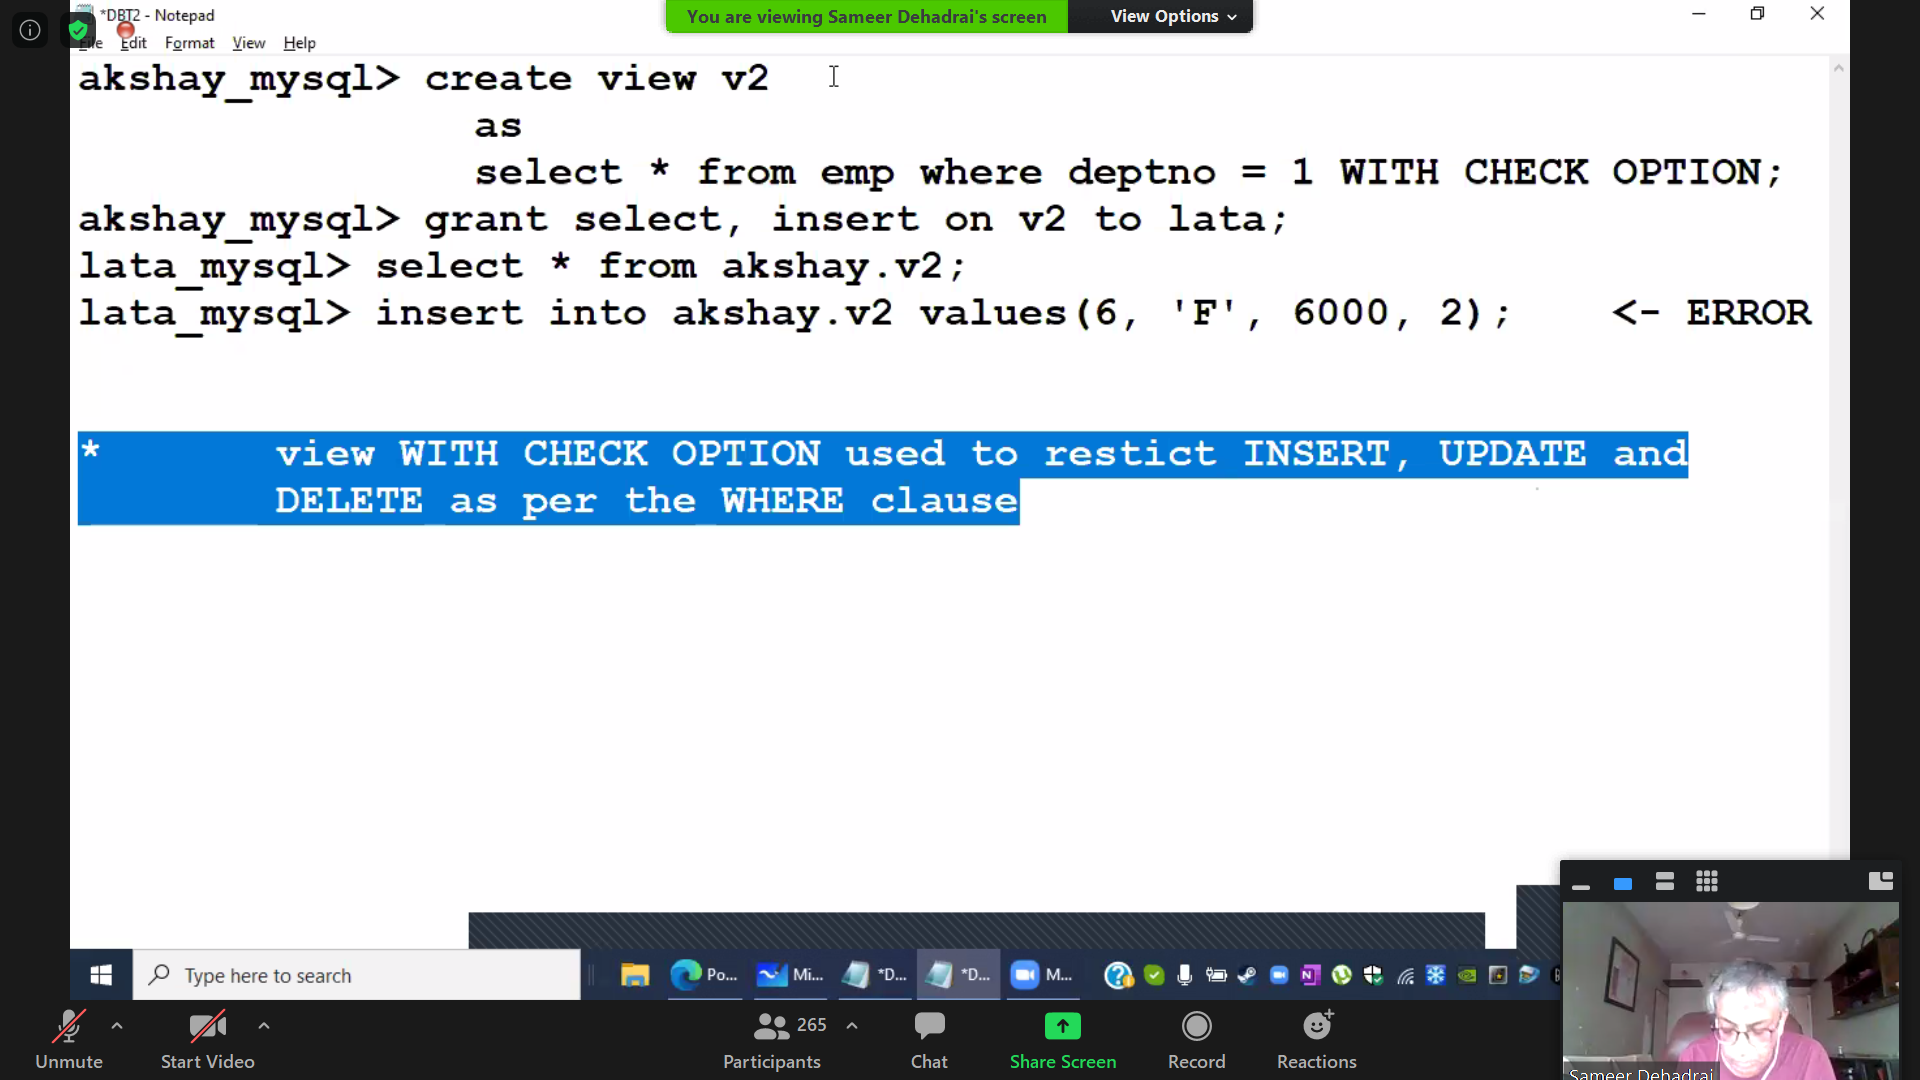 *DBT2 - Notepad
You are viewing Sameer Dehadrai's screen
View Options
File Edit Format View Help
akshay_mysql> create view v2
as
select * from emp where deptno = 1 WITH CHECK OPTION;
akshay_mysql> grant select, insert on v2 to lata;
lata_mysql> select * from akshay.v2;
lata_mysql> insert into akshay.v2 values(6, 'F', 6000, 2); <- ERROR
* view WITH CHECK OPTION used to restict INSERT, UPDATE and
DELETE as per the WHERE clause
Type here to search
Po...
Mi...
*D...
*D...
M...
Sameer Dehadrai
Unmute
Start Video
265
Participants
Chat
Share Screen
Record
Reactions